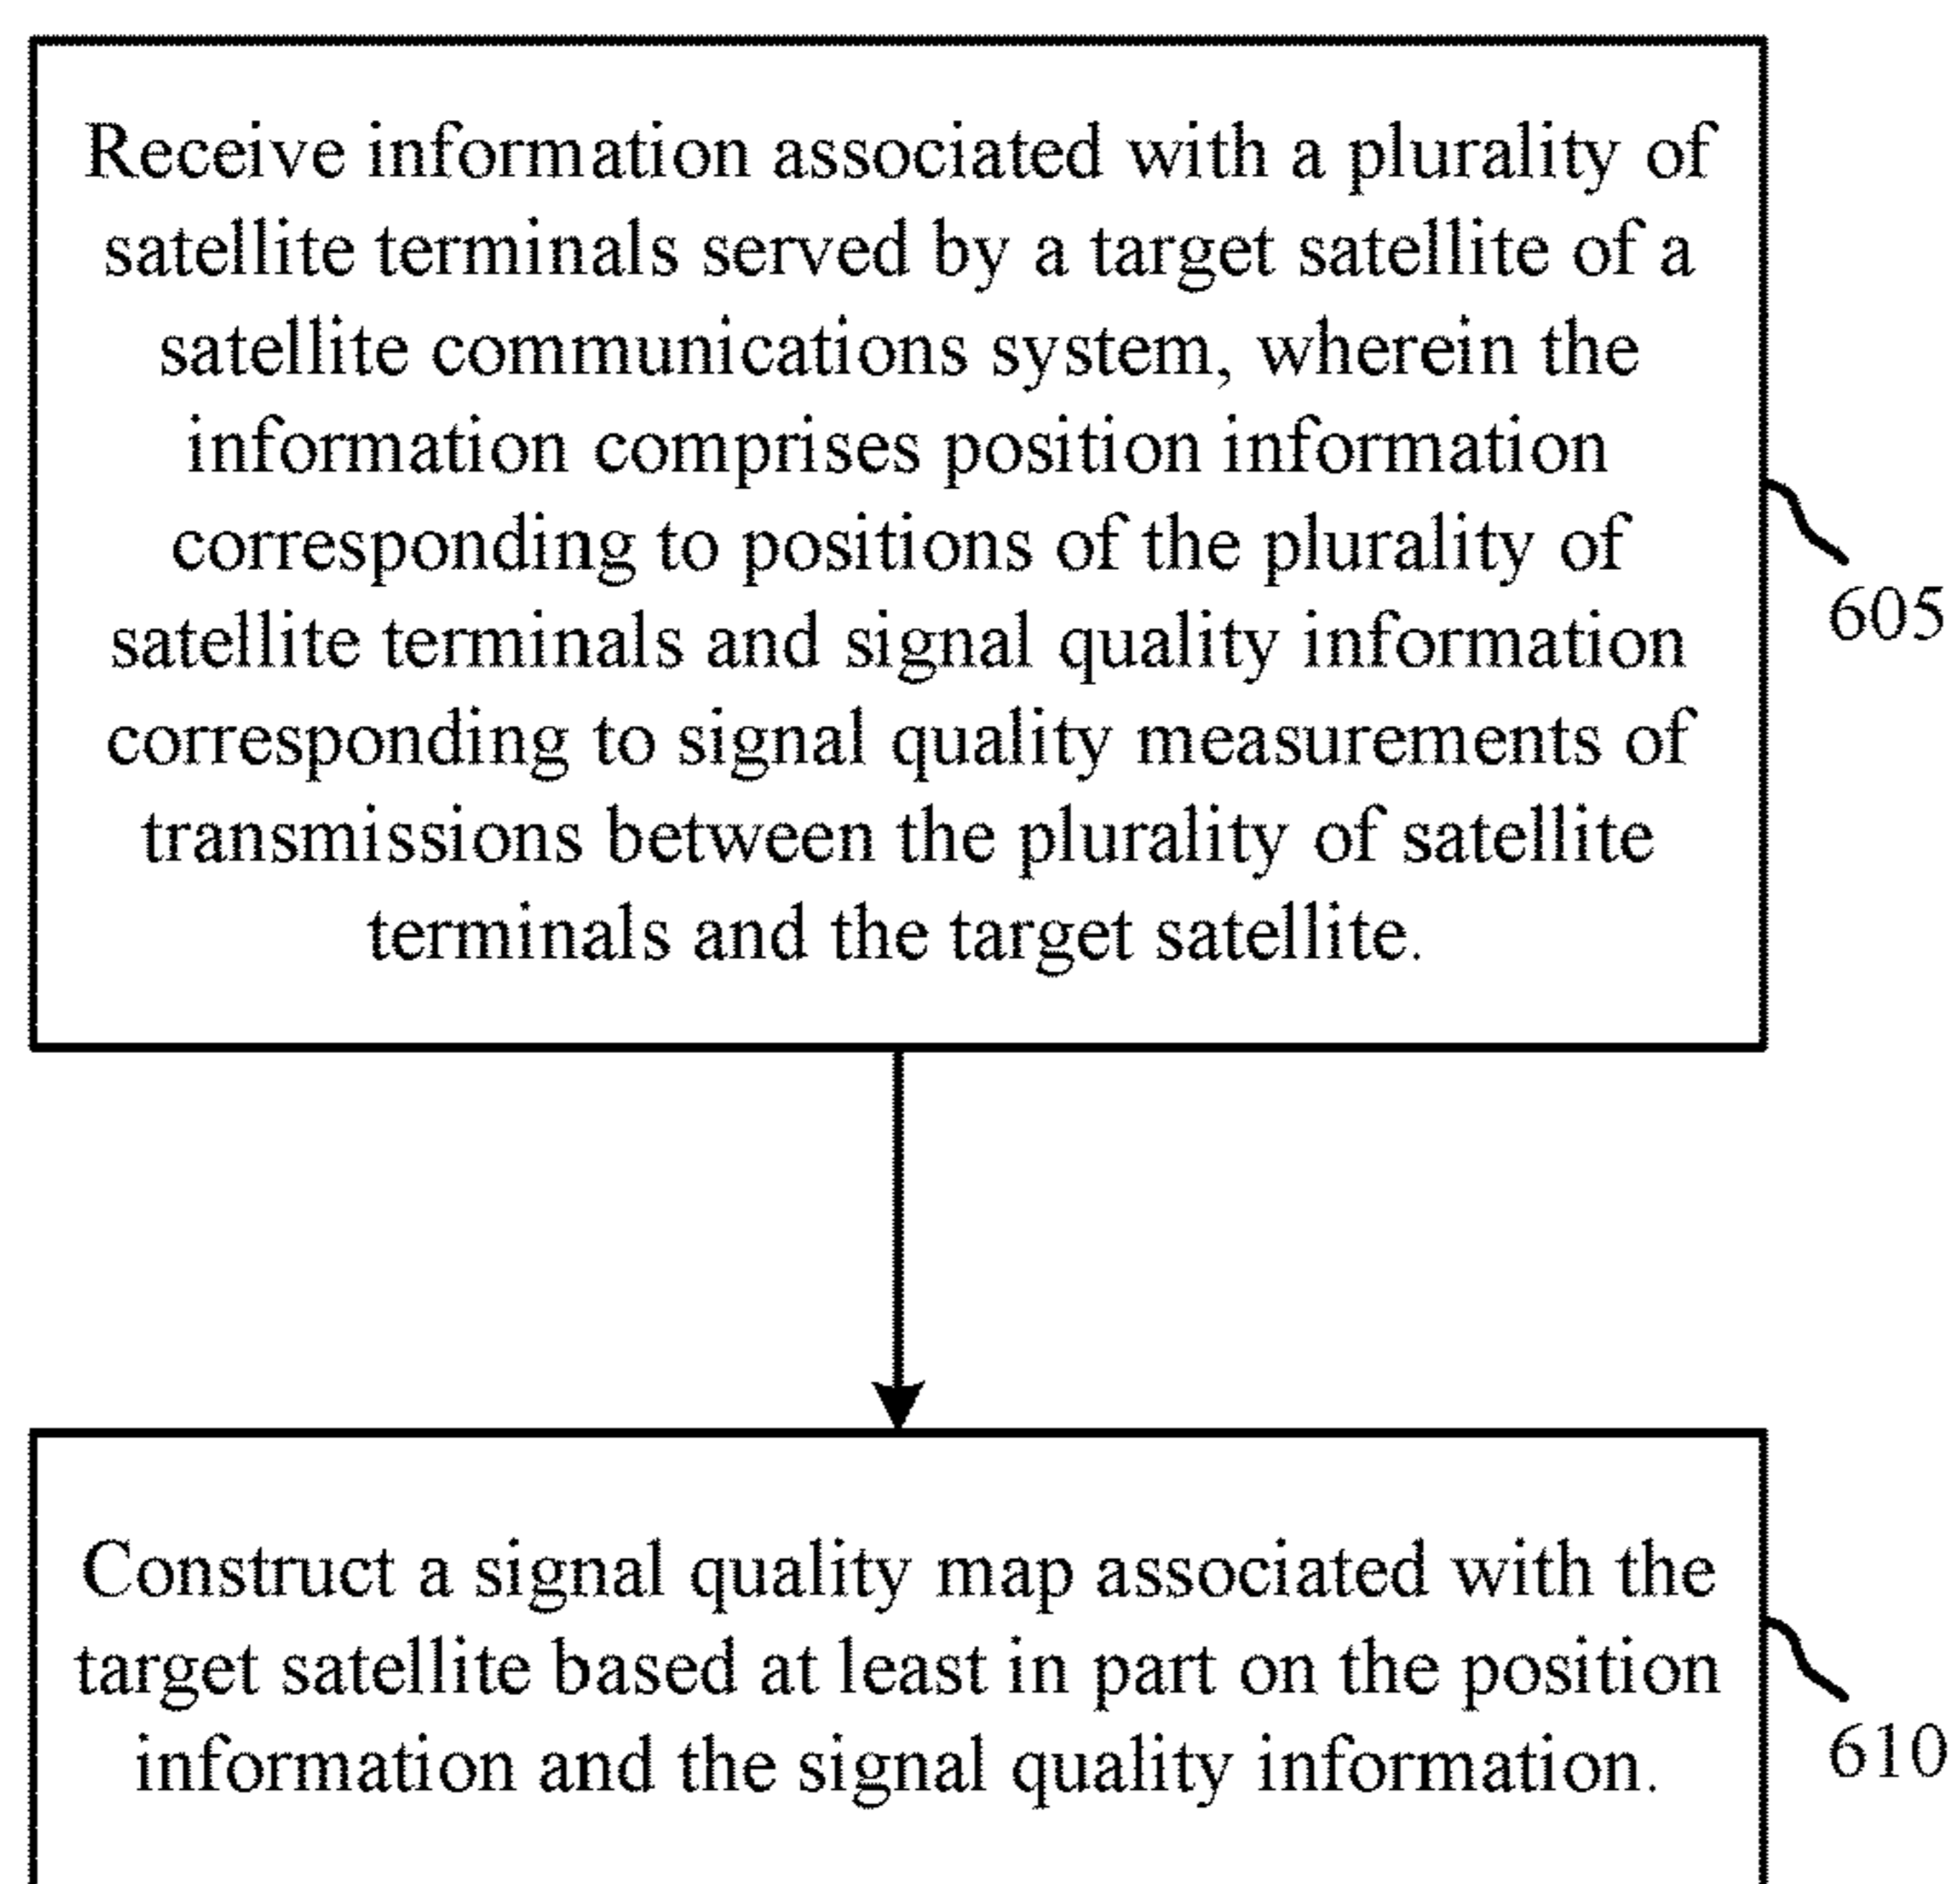 Receive information associated with a plurality of
satellite terminals served by a target satellite of a
satellite communications system, wherein the
information comprises position information
corresponding to positions of the plurality of
satellite terminals and signal quality information
corresponding to signal quality measurements of
transmissions between the plurality of satellite
terminals and the target satellite.
605
Construct a signal quality map associated with the
target satellite based at least in part on the position
information and the signal quality information.
610